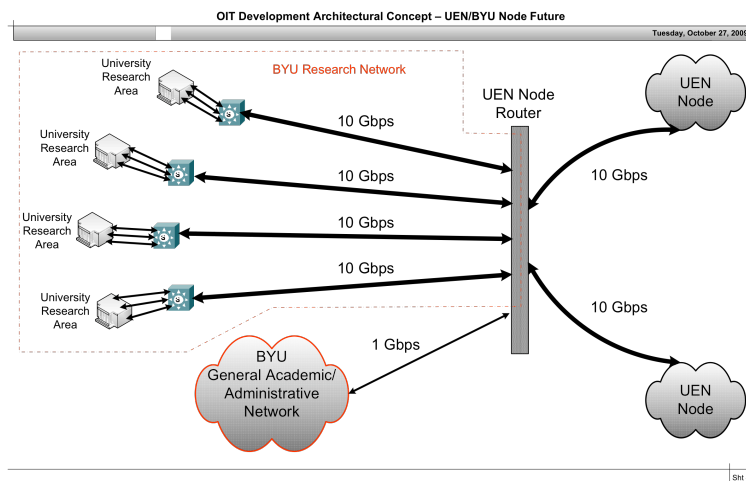 OIT Development Architectural Concept – UEN/BYU Node Future
Tuesday, October 27, 2009
University
Research
Area
BYU Research Network
UEN Node
Router
UEN
Node
S
10 Gbps
University
Research
Area
S
10 Gbps
10 Gbps
University
Research
Area
S
10 Gbps
University
Research
Area
S
10 Gbps
10 Gbps
1 Gbps
BYU
General Academic/
Administrative
Network
UEN
Node
Sht